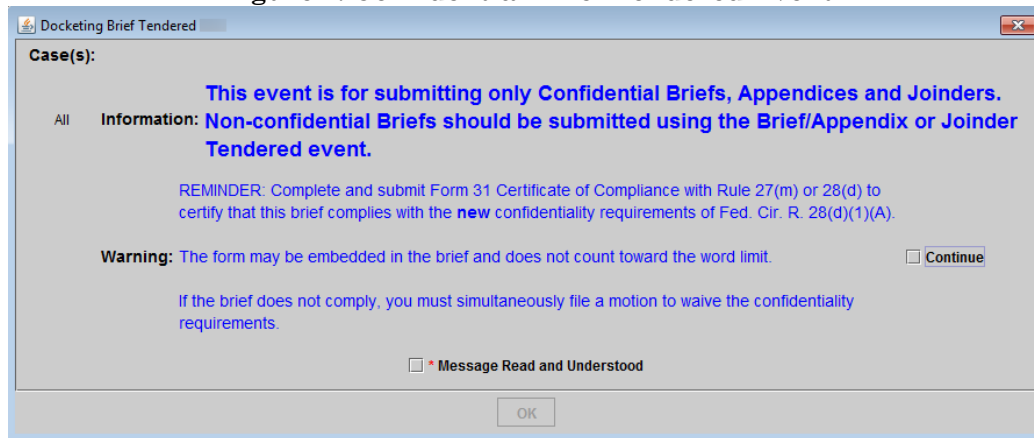 Docketing Brief Tendered
Case(s):
This event is for submitting only Confidential Briefs, Appendices and Joinders.
All Information: Non-confidential Briefs should be submitted using the Brief/Appendix or Joinder
Tendered event.
REMINDER: Complete and submit Form 31 Certificate of Compliance with Rule 27(m) or 28(d) to
certify that this brief complies with the new confidentiality requirements of Fed. Cir. R. 28(d)(1)(A).
Warning: The form may be embedded in the brief and does not count toward the word limit. Continue
If the brief does not comply, you must simultaneously file a motion to waive the confidentiality
requirements.
* Message Read and Understood
OK